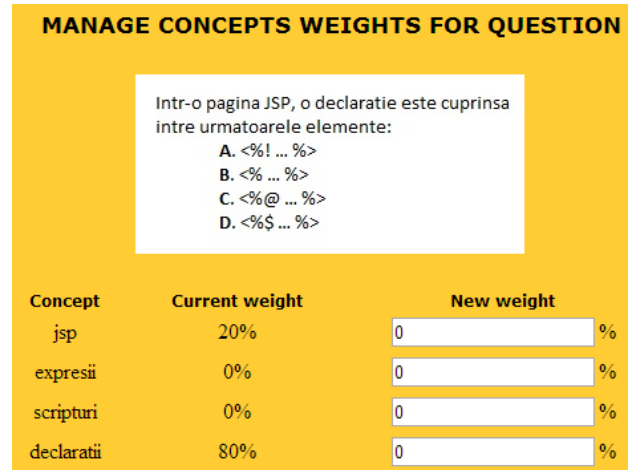 MANAGE CONCEPTS WEIGHTS FOR QUESTION
Intr-o pagina JSP, o declaratie este cuprinsa
intre urmatoarele elemente:
A. <%! ... %>
B. <% ... %>
C. <%@ ... %>
D. <%$ ... %>
Concept Current weight New weight
jsp 20% 0 %
expresii 0% 0 %
scripturi 0% 0 %
declaratii 80% 0 %